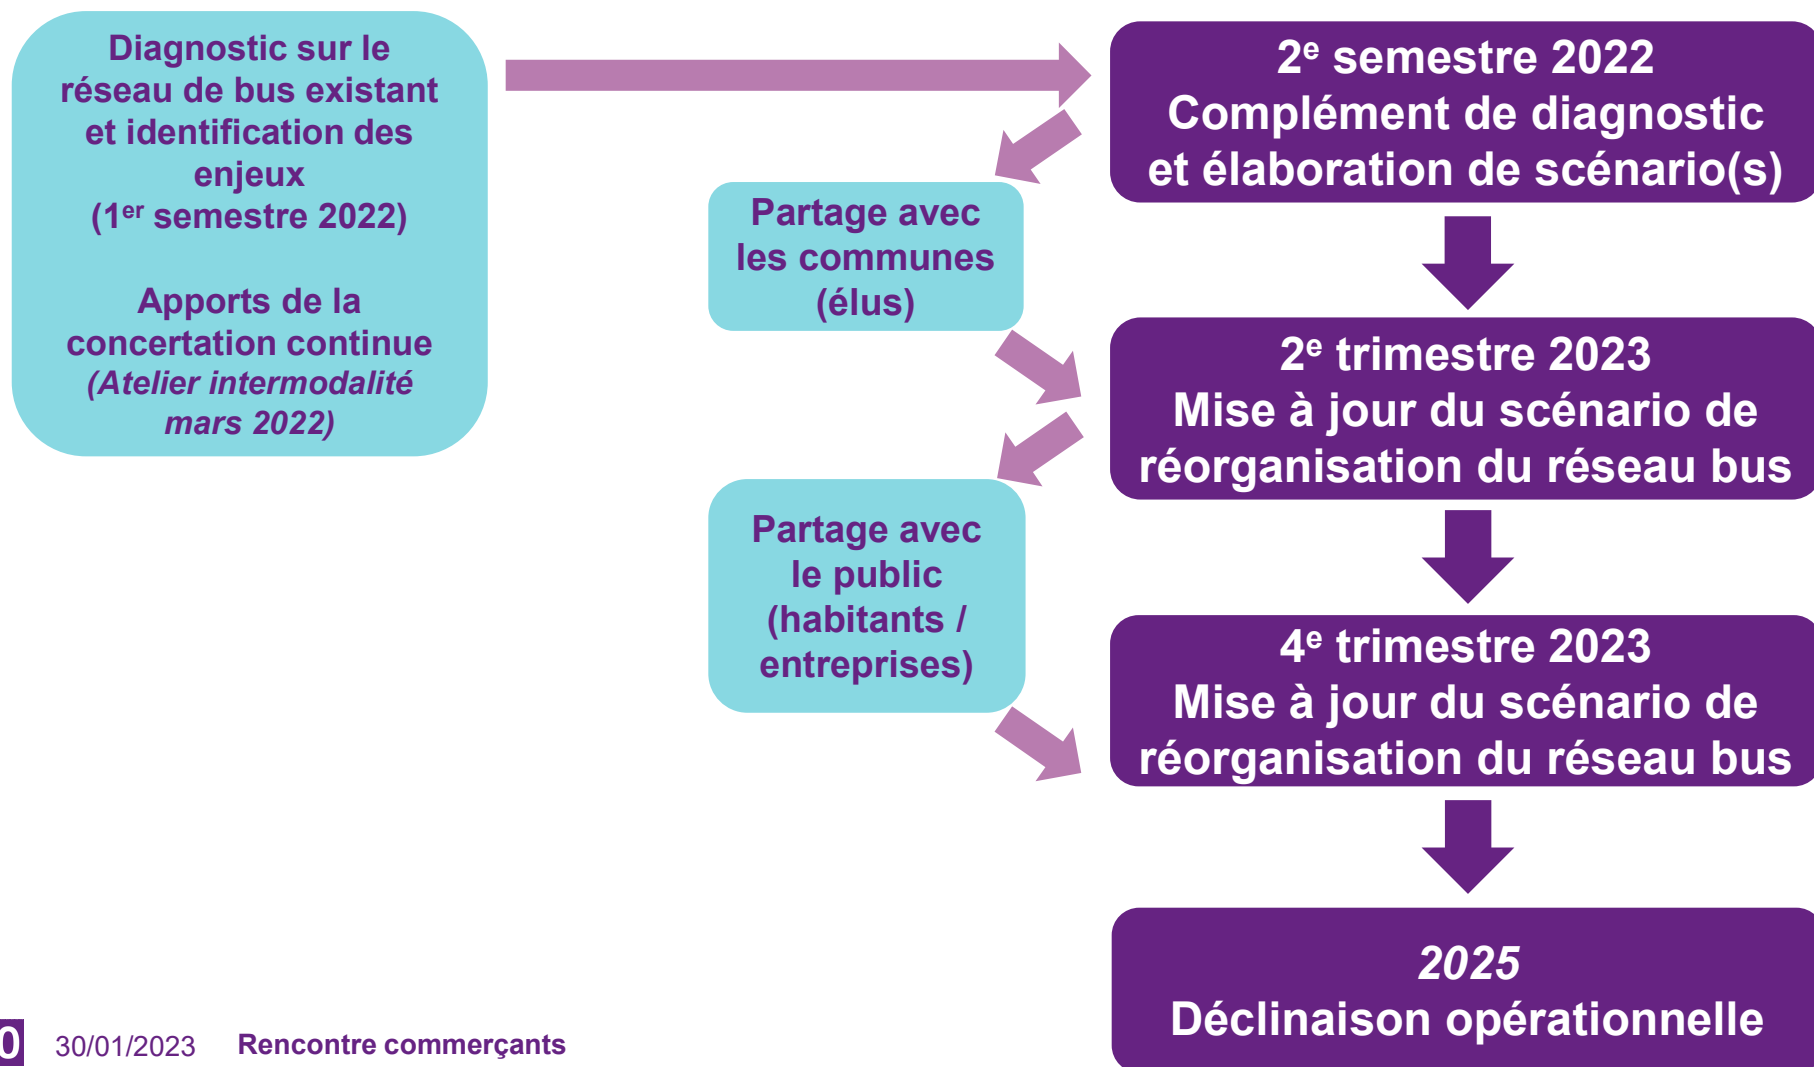 Diagnostic sur le
réseau de bus existant
et identification des
enjeux
(1er semestre 2022)
Apports de la
concertation continue
(Atelier intermodalité
mars 2022)
2e semestre 2022
Complément de diagnostic
et élaboration de scénario(s)
Partage avec
les communes
(élus)
2e trimestre 2023
Mise à jour du scénario de
réorganisation du réseau bus
Partage avec
le public
(habitants /
entreprises)
4e trimestre 2023
Mise à jour du scénario de
réorganisation du réseau bus
2025
Déclinaison opérationnelle
0 30/01/2023 Rencontre commerçants